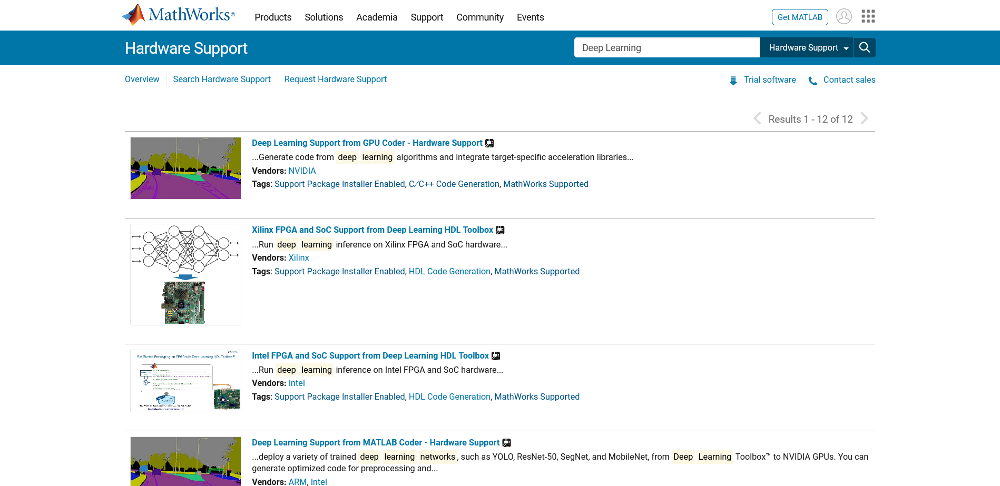 MathWorks®
Products
Solutions
Academia
Support
Community
Events
Get MATLAB
Hardware Support
Deep Learning
Hardware Support
Overview
Search Hardware Support
Request Hardware Support
Trial software
Contact sales
Results 1 - 12 of 12
Deep Learning Support from GPU Coder - Hardware Support
...Generate code from deep learning algorithms and integrate target-specific acceleration libraries...
Vendors: NVIDIA
Tags: Support Package Installer Enabled, C⁄C++ Code Generation, MathWorks Supported
Xilinx FPGA and SoC Support from Deep Learning HDL Toolbox
...Run deep learning inference on Xilinx FPGA and SoC hardware...
Vendors: Xilinx
Tags: Support Package Installer Enabled, HDL Code Generation, MathWorks Supported
Get Started Prototyping on FPGA with Deep Learning HDL Toolbox
Intel FPGA and SoC Support from Deep Learning HDL Toolbox
...Run deep learning inference on Intel FPGA and SoC hardware...
Vendors: Intel
Tags: Support Package Installer Enabled, HDL Code Generation, MathWorks Supported
Deep Learning Support from MATLAB Coder - Hardware Support
...deploy a variety of trained deep learning networks, such as YOLO, ResNet-50, SegNet, and MobileNet, from Deep Learning Toolbox™ to NVIDIA GPUs. You can
generate optimized code for preprocessing and...
Vendors: ARM, Intel